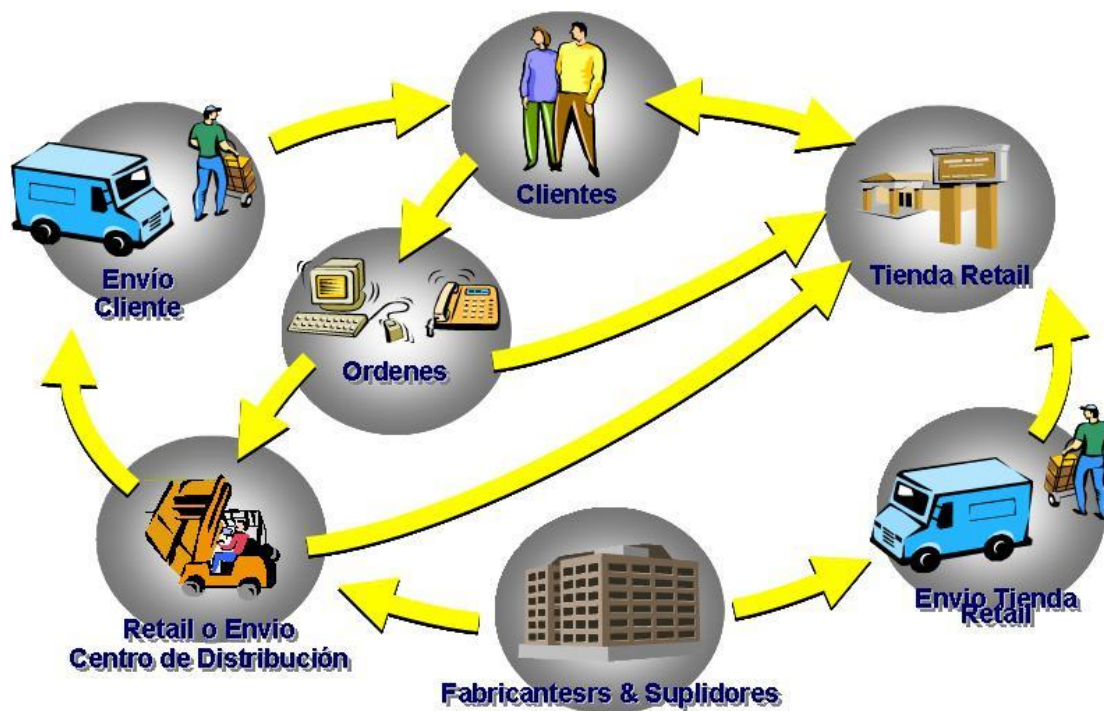 Clientes
Envío
Cliente
Tienda Retail
Ordenes
Retail o Envio
Centro de Distribución
Envio Tienda
Retail
Fabricantesrs & Suplidores